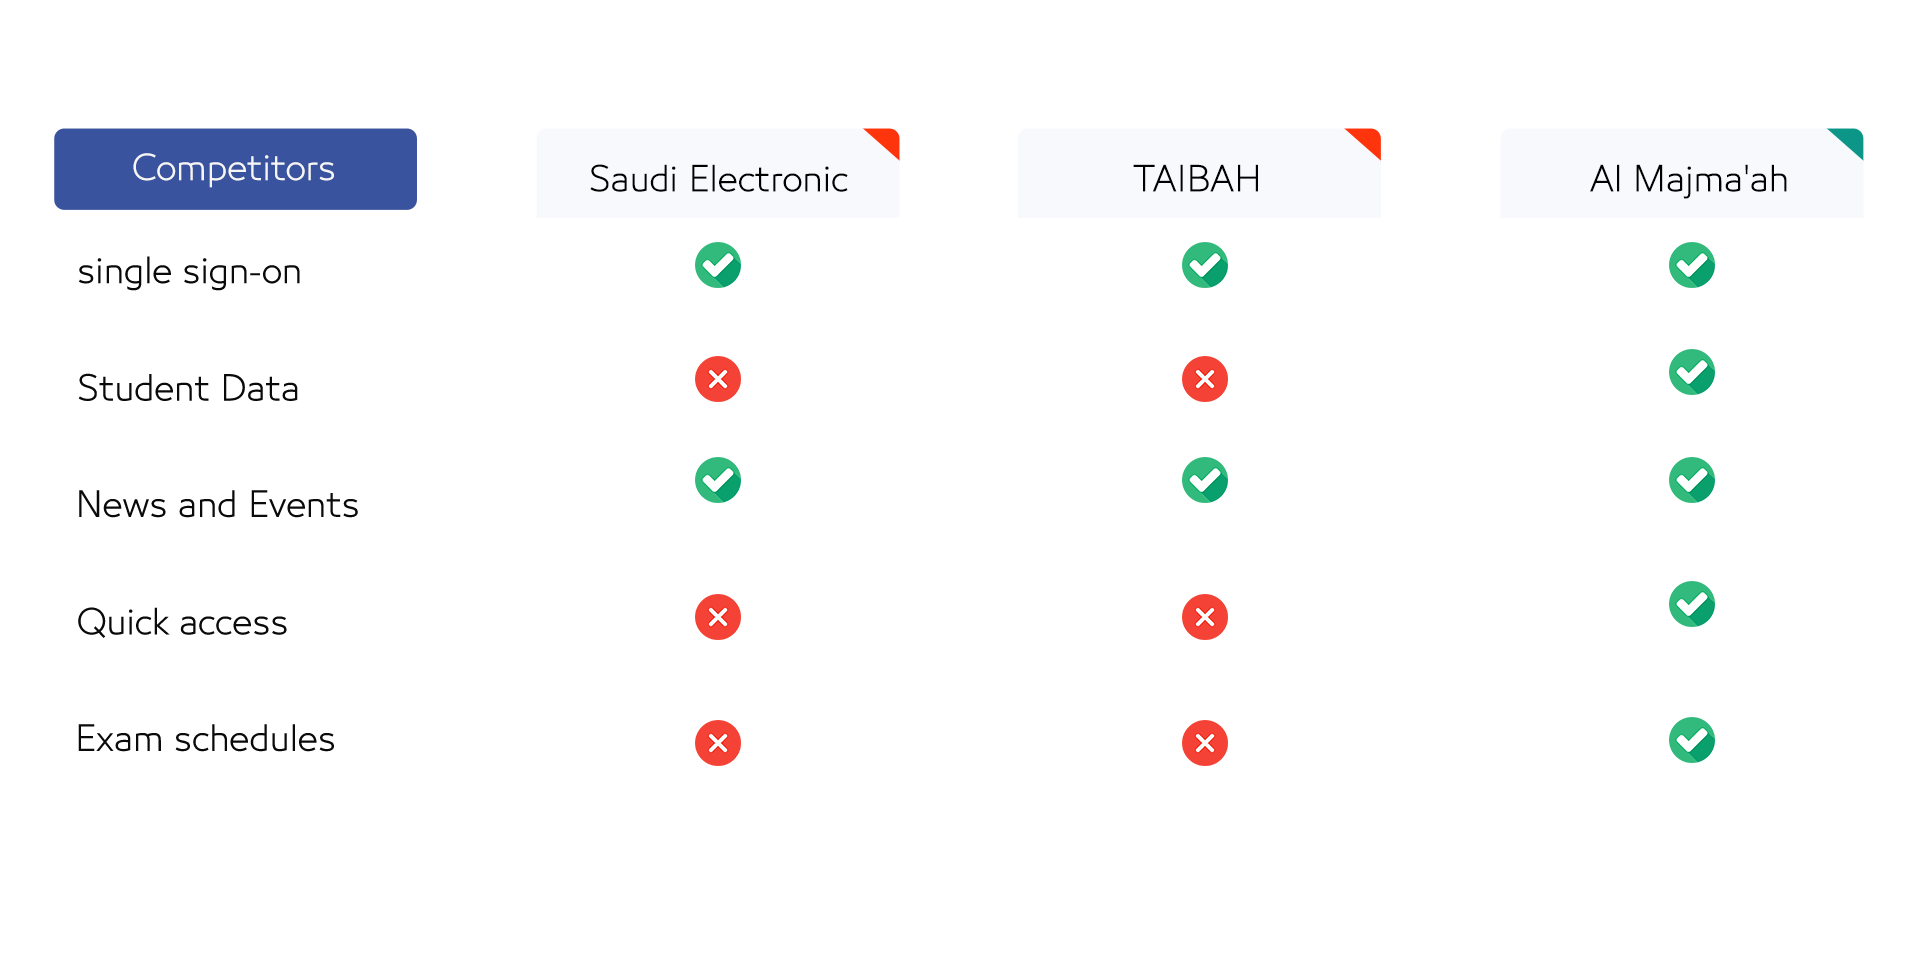 Competitors
Saudi Electronic
TAIBAH
Al Majma'ah
single sign-on
Student Data
News and Events
Quick access
Exam schedules